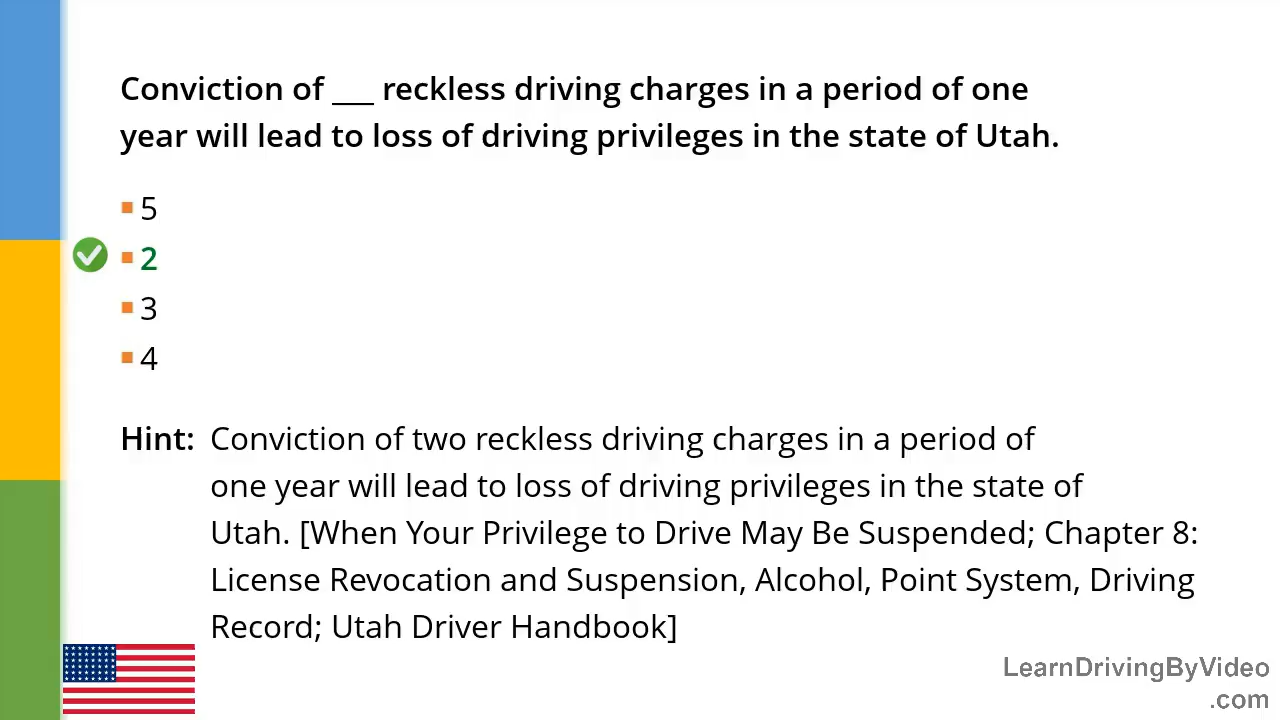 Conviction of ___ reckless driving charges in a period of one
year will lead to loss of driving privileges in the state of Utah.
5
2
3
4
Hint: Conviction of two reckless driving charges in a period of
one year will lead to loss of driving privileges in the state of
Utah. [When Your Privilege to Drive May Be Suspended; Chapter 8:
License Revocation and Suspension, Alcohol, Point System, Driving
Record; Utah Driver Handbook]
LearnDrivingByVideo
.com